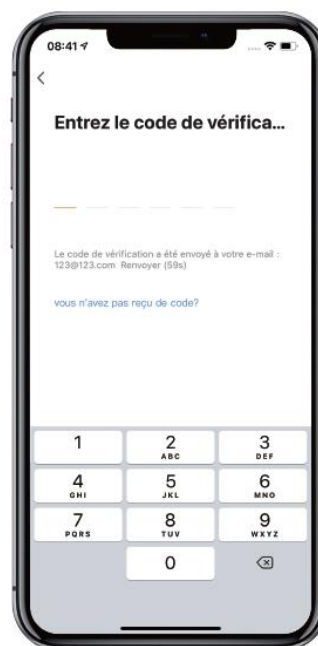 08:41
Entrez le code de vérifica...
Le code de vérification a été envoyé à votre e-mail :
123@123.com Renvoyer (59s)
vous n'avez pas reçu de code?
1 2 3
ABC DEF
4 5 6
GHI JKL MNO
7 8 9
PQRS TUV WXYZ
0